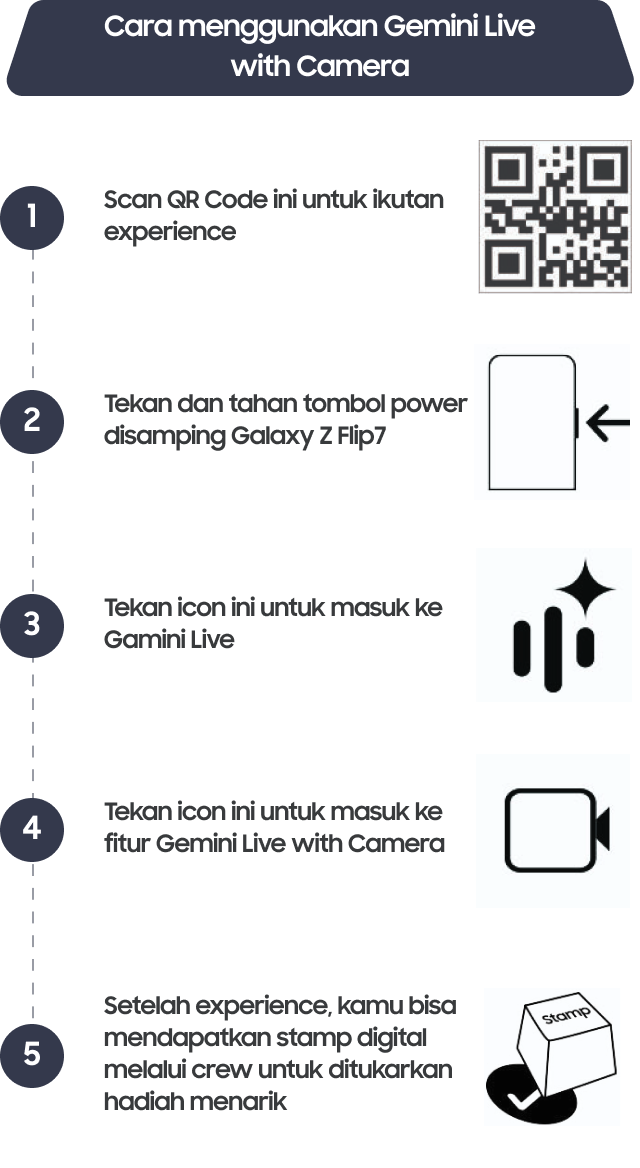 Cara menggunakan Gemini Live
with Camera
1
Scan QR Code ini untuk ikutan
experience
2
Tekan dan tahan tombol power
disamping Galaxy Z Flip7
3
Tekan icon ini untuk masuk ke
Gamini Live
4
Tekan icon ini untuk masuk ke
fitur Gemini Live with Camera
5
Setelah experience, kamu bisa
mendapatkan stamp digital
melalui crew untuk ditukarkan
hadiah menarik
Stamp